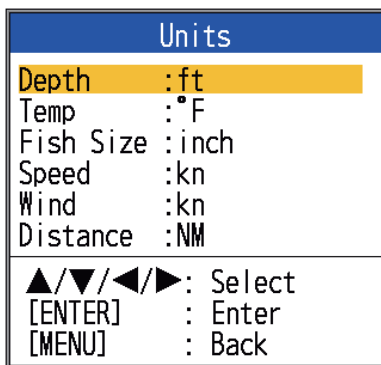 Units
Depth :ft
Temp :°F
Fish Size :inch
Speed :kn
Wind :kn
Distance :NM
▲/▼/◀/▶: Select
[ENTER] : Enter
[MENU] : Back